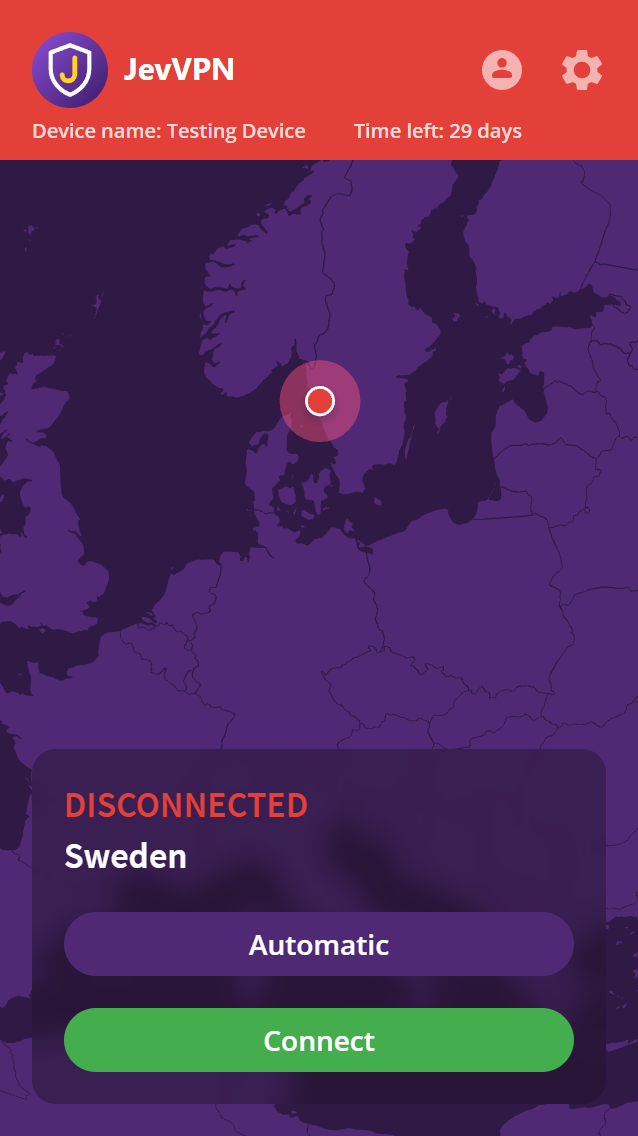 JevVPN
Device name: Testing Device Time left: 29 days
DISCONNECTED
Sweden
Automatic
Connect